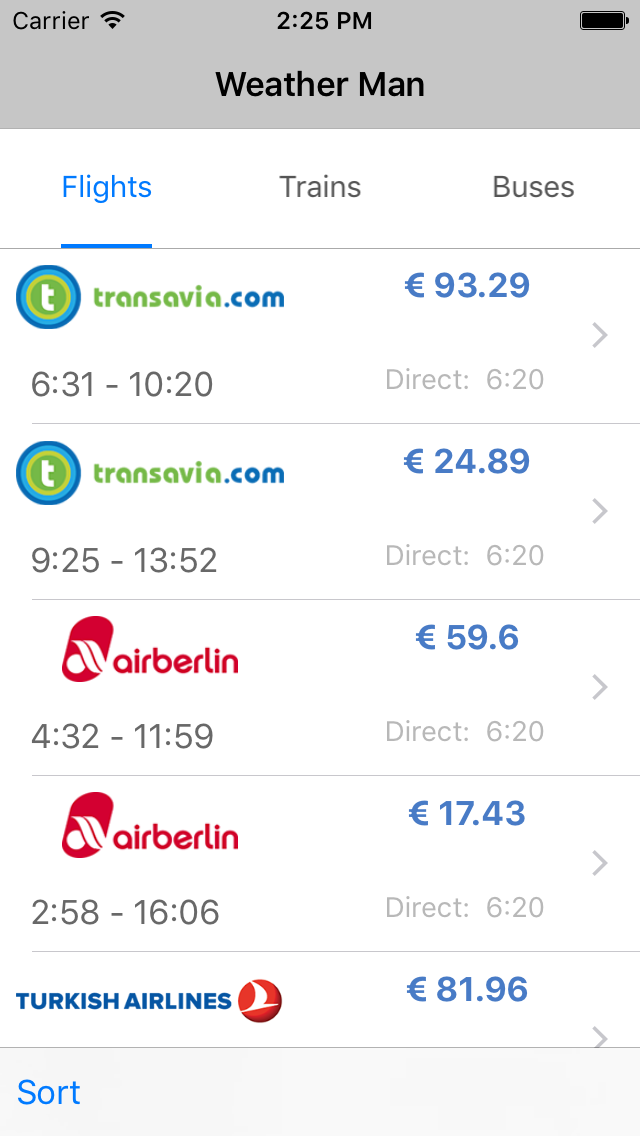 Carrier 2:25 PM
Weather Man
Flights Trains Buses
t transavia.com € 93.29
6:31 - 10:20 Direct: 6:20
t transavia.com € 24.89
9:25 - 13:52 Direct: 6:20
airberlin € 59.6
4:32 - 11:59 Direct: 6:20
airberlin € 17.43
2:58 - 16:06 Direct: 6:20
TURKISH AIRLINES € 81.96
Sort